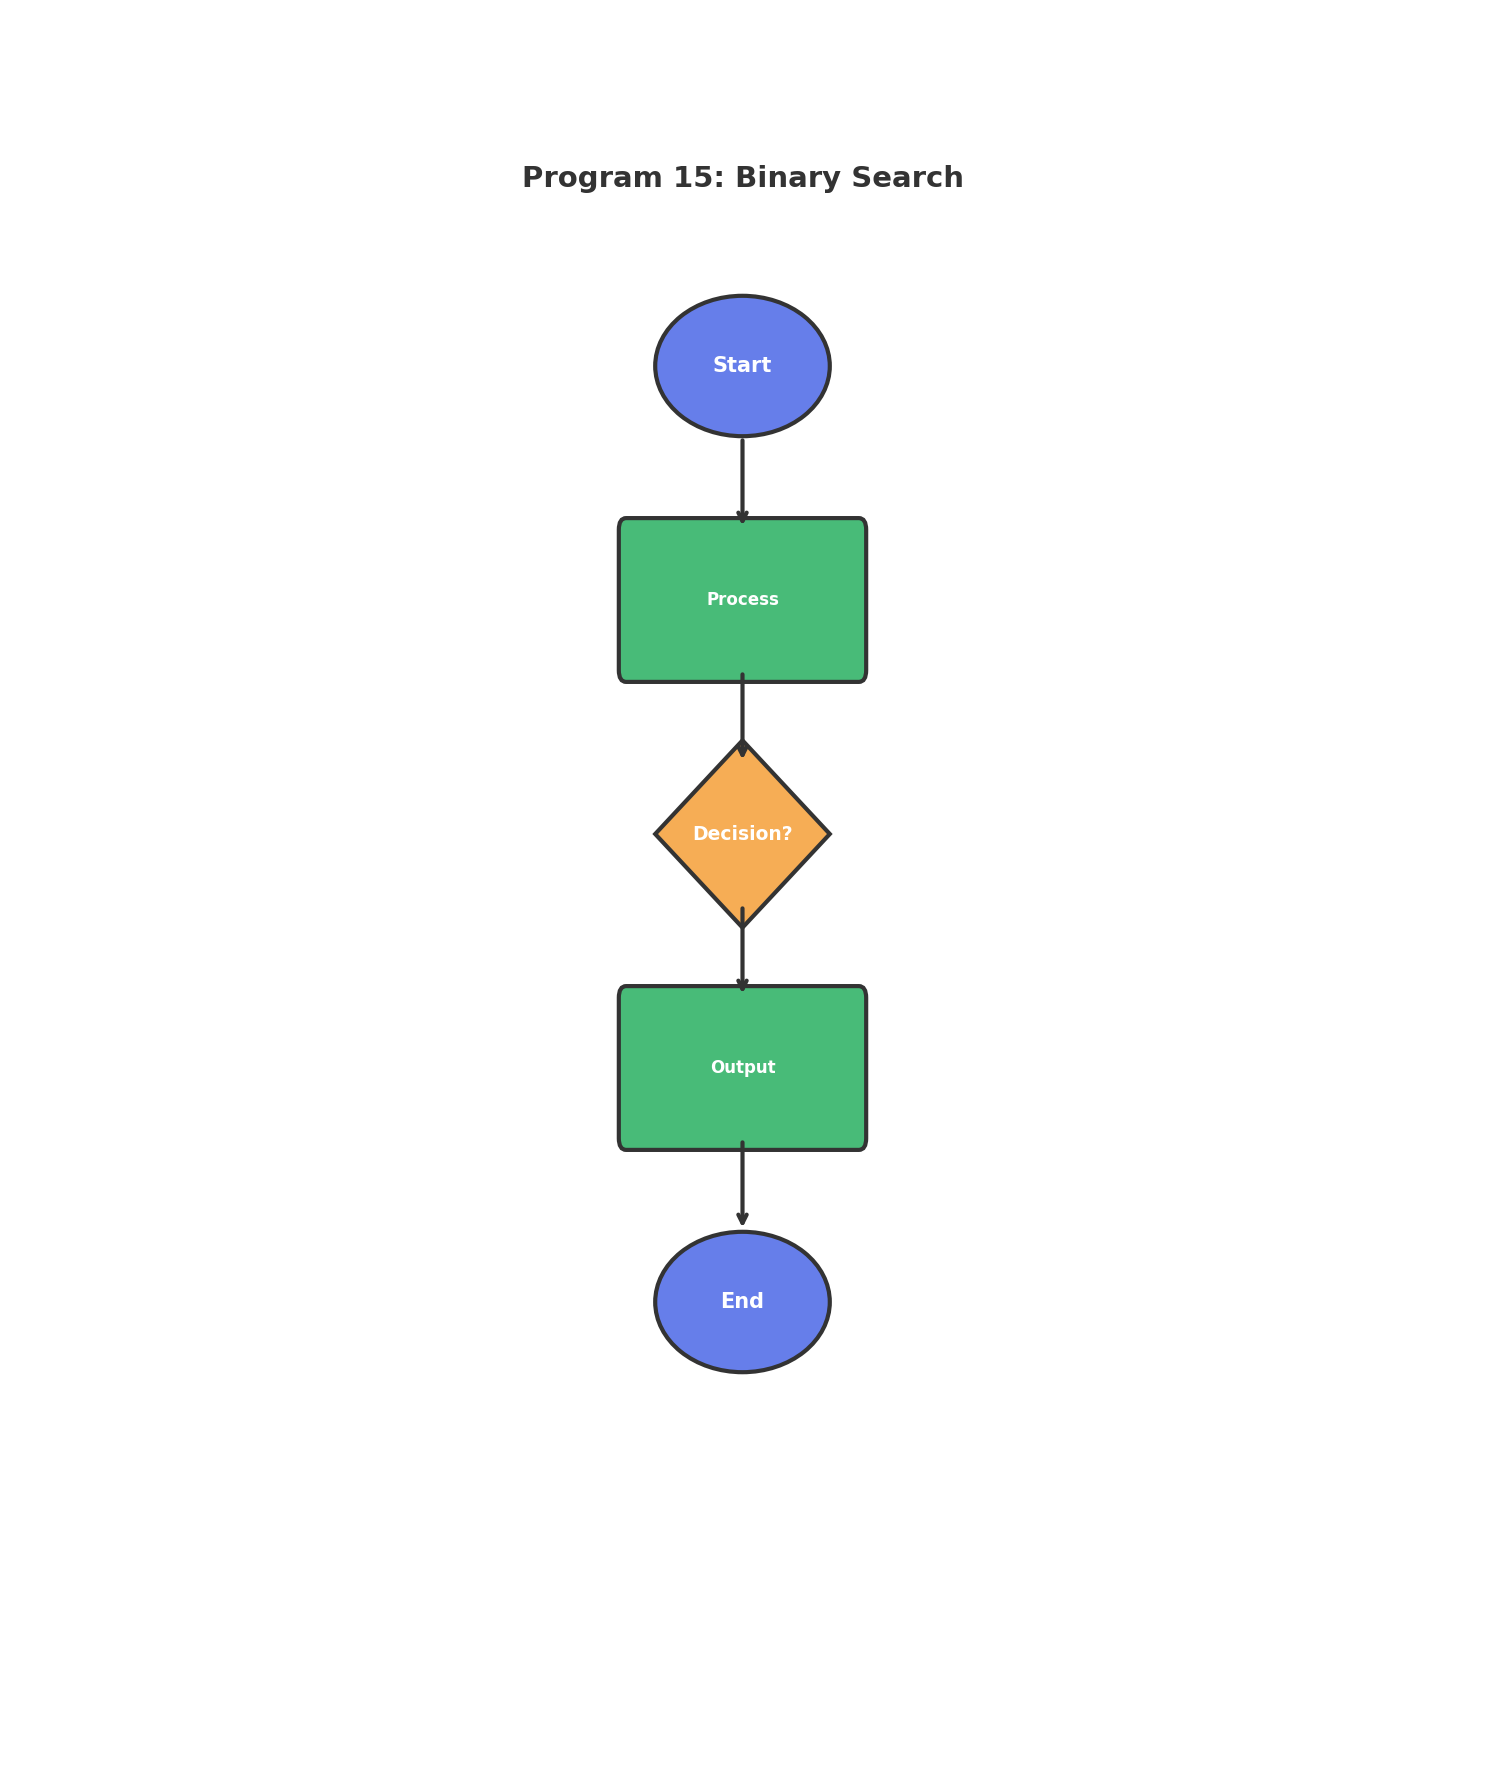 Program 15: Binary Search
Start
Process
Decision?
Output
End